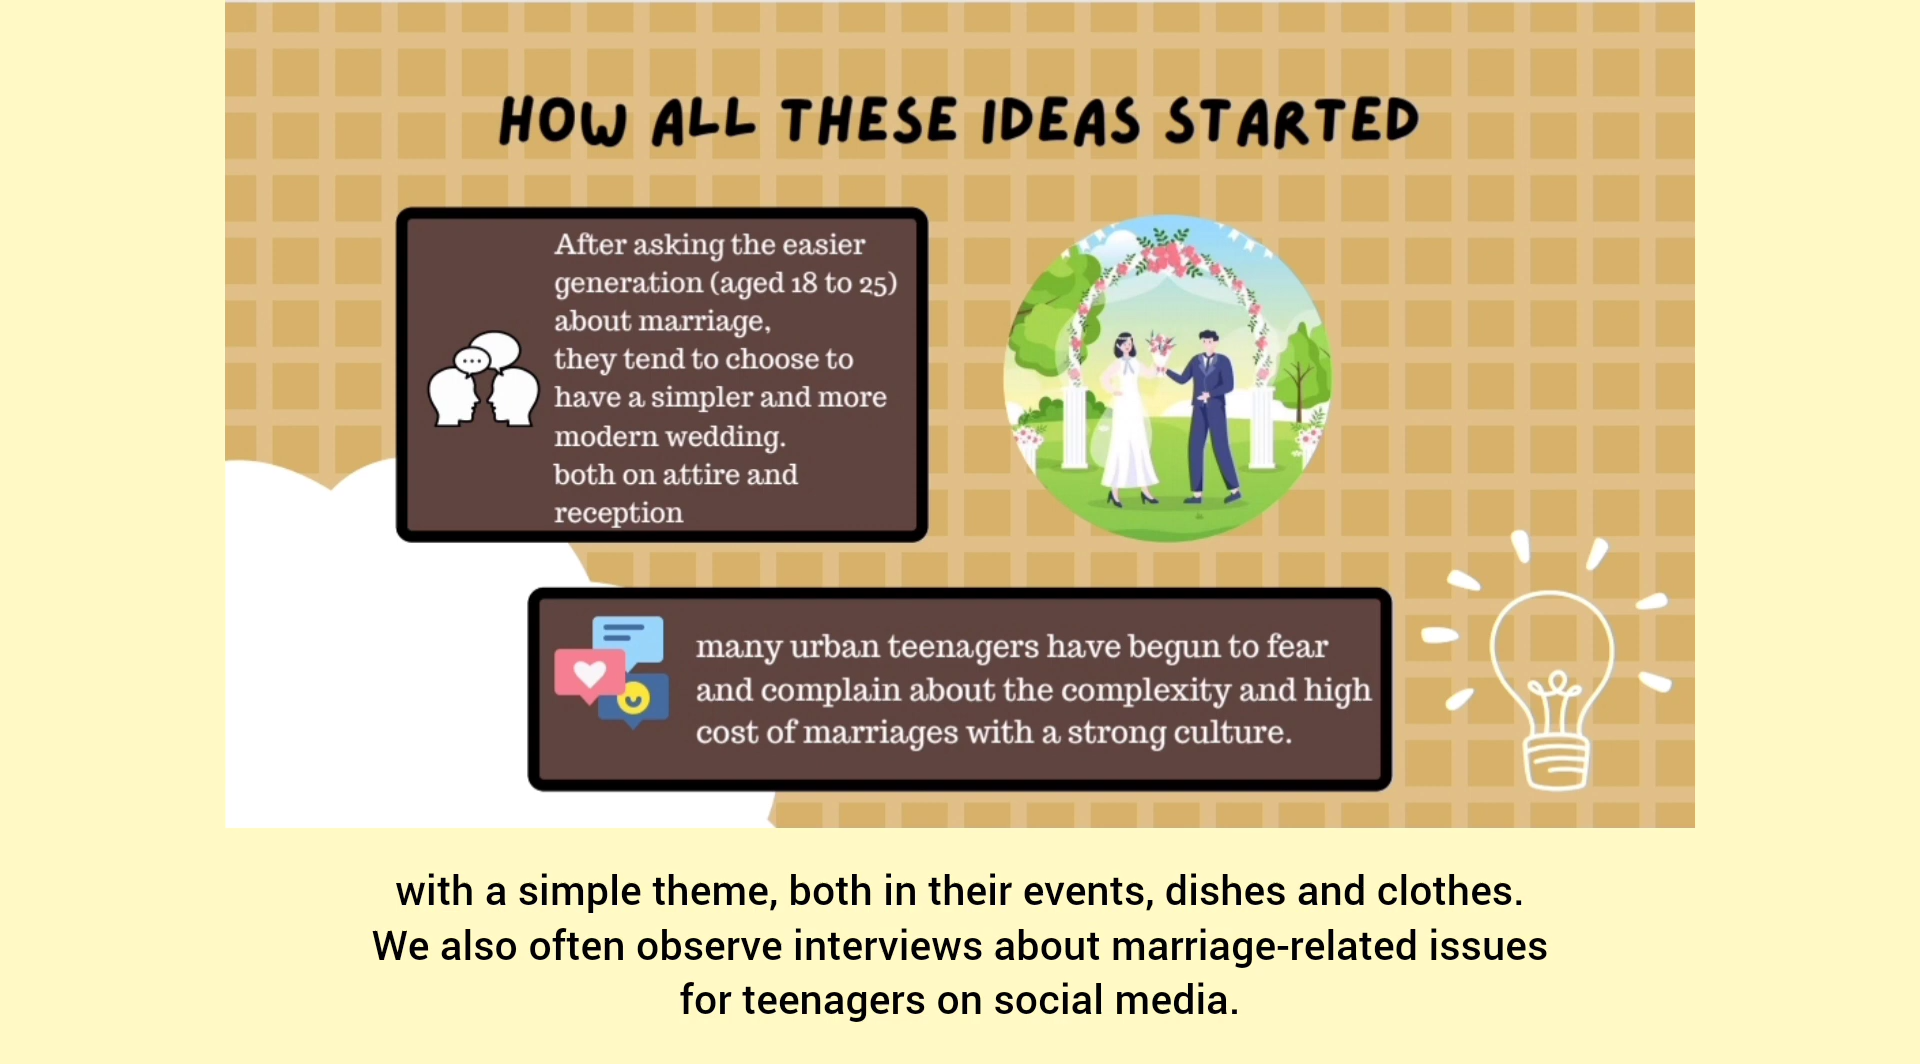 HOW ALL THESE IDEAS STARTED
After asking the easier
generation (aged 18 to 25)
about marriage,
they tend to choose to
have a simpler and more
modern wedding.
both on attire and
reception
many urban teenagers have begun to fear
and complain about the complexity and high
cost of marriages with a strong culture.
with a simple theme, both in their events, dishes and clothes.
We also often observe interviews about marriage-related issues
for teenagers on social media.